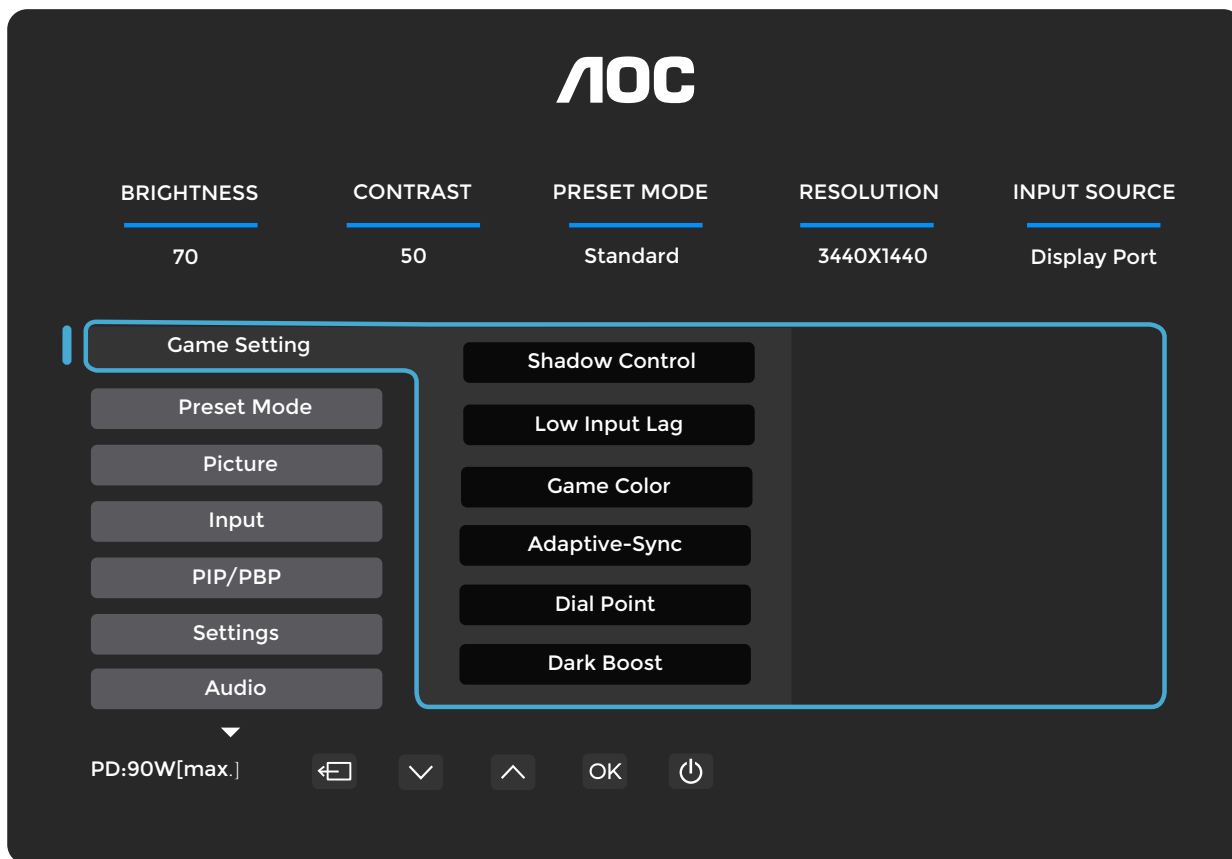 AOC
BRIGHTNESS CONTRAST PRESET MODE RESOLUTION INPUT SOURCE
70 50 Standard 3440X1440 Display Port
Game Setting
Preset Mode
Picture
Input
PIP/PBP
Settings
Audio
Shadow Control
Low Input Lag
Game Color
Adaptive-Sync
Dial Point
Dark Boost
PD:90W[max.]
OK